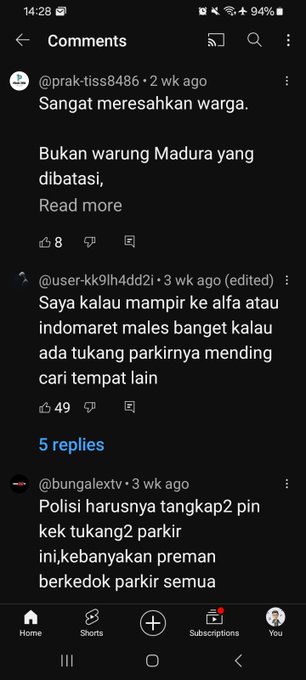 14:28
94%
Comments
@prak-tiss8486 • 2 wk ago
Sangat meresahkan warga.
Bukan warung Madura yang
dibatasi,
Read more
8
@user-kk9lh4dd2i • 3 wk ago (edited)
Saya kalau mampir ke alfa atau
indomaret males banget kalau
ada tukang parkirnya mending
cari tempat lain
49
5 replies
@bungalextv • 3 wk ago
Polisi harusnya tangkap2 pin
kek tukang2 parkir
ini,kebanyakan preman
berkedok parkir semua
Home
Shorts
Subscriptions
You